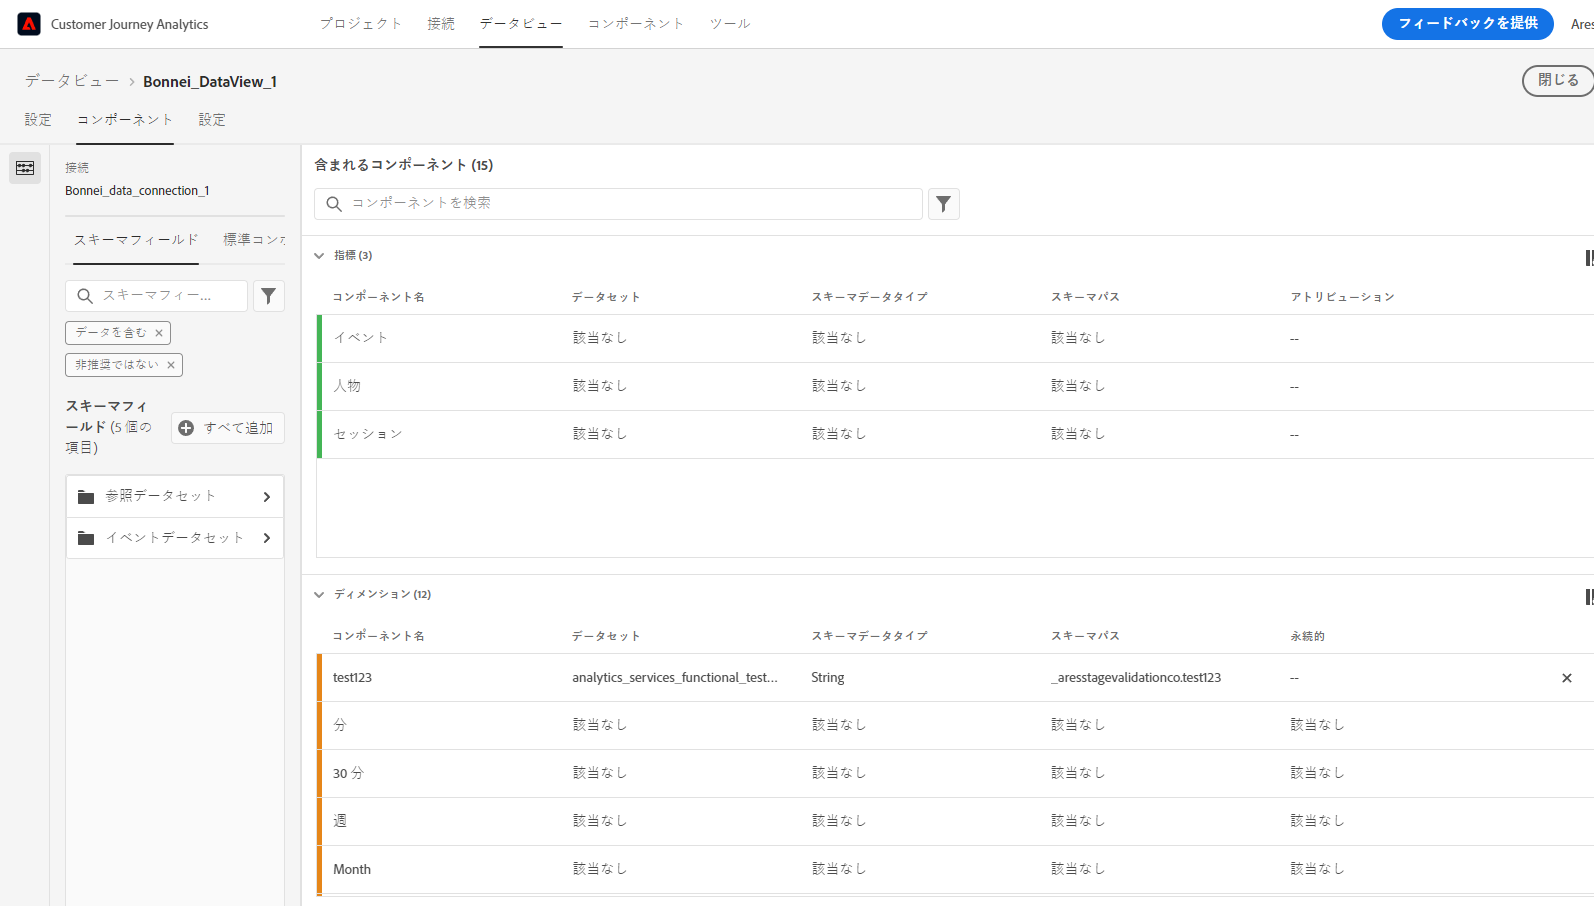 Customer Journey Analytics
プロジェクト 接続 データビュー コンポーネント ツール
フィードバックを提供
データビュー > Bonnei_DataView_1
閉じる
設定 コンポーネント 設定
接続
Bonnei_data_connection_1
スキーマフィールド 標準コン
スキーマフィー...
データを含む ×
非推奨ではない ×
スキーマフィ
ールド (5 個の
項目)
すべて追加
参照データセット
イベントデータセット
含まれるコンポーネント (15)
コンポーネントを検索
指標 (3)
コンポーネント名 データセット スキーマデータタイプ スキーマパス アトリビューション
イベント 該当なし 該当なし 該当なし --
人物 該当なし 該当なし 該当なし --
セッション 該当なし 該当なし 該当なし --
ディメンション (12)
コンポーネント名 データセット スキーマデータタイプ スキーマパス 永続的
test123 analytics_services_functional_test... String _aresstagevalidationco.test123 --
分 該当なし 該当なし 該当なし 該当なし
30 分 該当なし 該当なし 該当なし 該当なし
週 該当なし 該当なし 該当なし 該当なし
Month 該当なし 該当なし 該当なし 該当なし